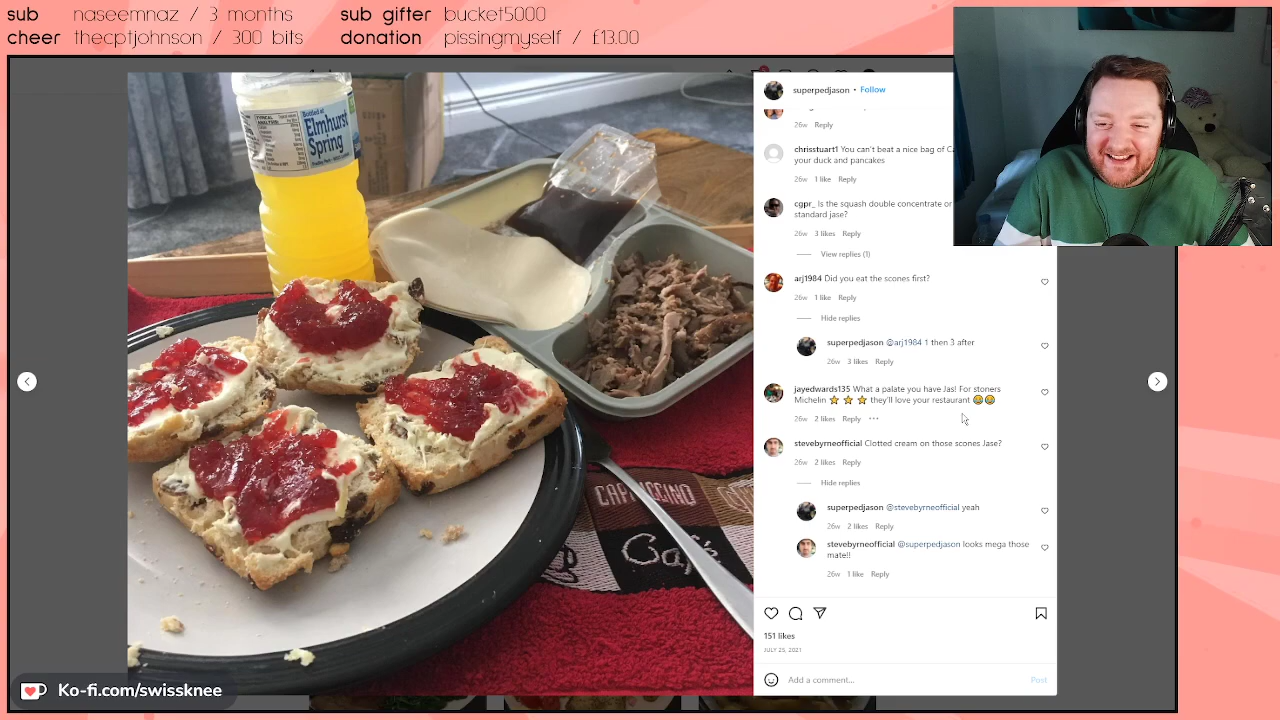 sub naemnaz / 3 months
sub gifter bucket5000
cheer thecptjohnson / 300 bits
donation pissingmyself / £13.00
Bottled at
Elmhurst
Spring
TYPICAL
ANALYSIS
CAPPUCCINO
Café
superpedjason • Follow
26w Reply
chrisstuart1 You can't beat a nice bag of
your duck and pancakes
26w 1 like Reply
cgpr_ Is the squash double concentrate or
standard jase?
26w 3 likes Reply
View replies (1)
arj1984 Did you eat the scones first?
26w 1 like Reply
Hide replies
superpedjason @arj1984 1 then 3 after
26w 3 likes Reply
jayedwards135 What a palate you have Jas! For stoners
Michelin ⭐ ⭐ ⭐ they'll love your restaurant 😂😂
26w 2 likes Reply •••
stevebyrneofficial Clotted cream on those scones Jase?
26w 2 likes Reply
Hide replies
superpedjason @stevebyrneofficial yeah
26w 2 likes Reply
stevebyrneofficial @superpedjason looks mega those
mate!!
26w 1 like Reply
151 likes
JULY 25, 2021
Add a comment... Post
Ko-fi.com/swissknee